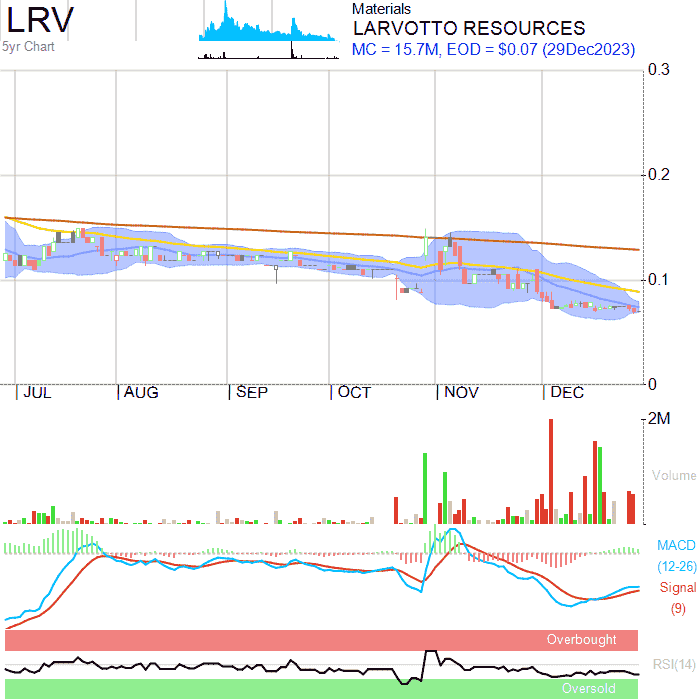 LRV
5yr Chart
Materials
LARVOTTO RESOURCES
MC = 15.7M, EOD = $0.07 (29Dec2023)
0.3
0.2
0.1
0
JUL AUG SEP OCT NOV DEC
2M
Volume
MACD
(12-26)
Signal
(9)
Overbought
RSI(14)
Oversold